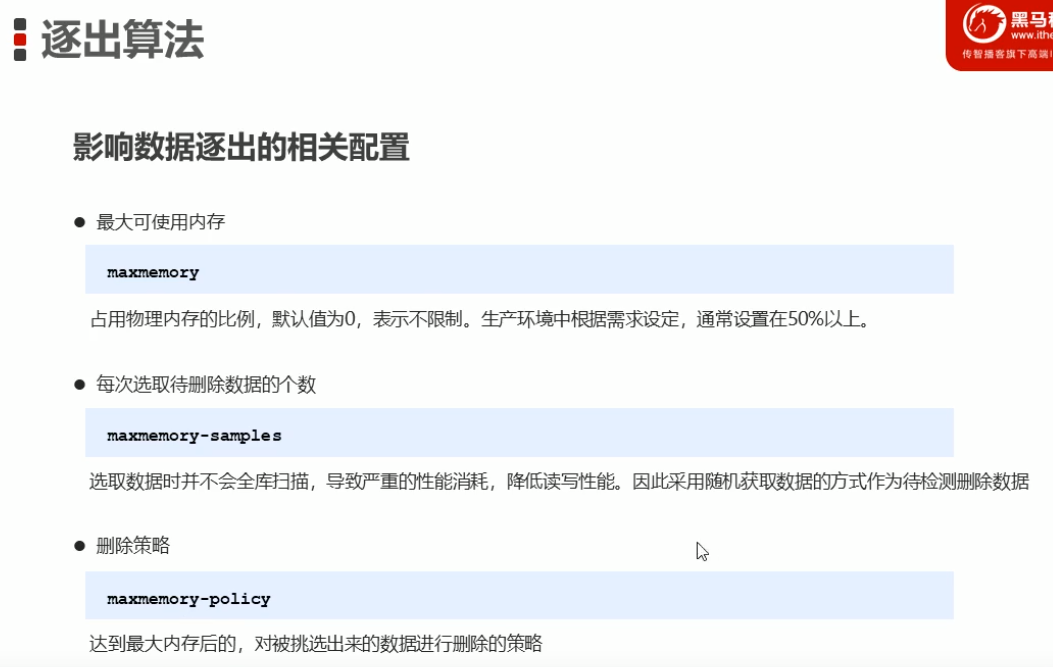 逐出算法
黑马
www.ithe
传智播客旗下高端I
影响数据逐出的相关配置
● 最大可使用内存
maxmemory
占用物理内存的比例，默认值为0，表示不限制。生产环境中根据需求设定，通常设置在50%以上。
● 每次选取待删除数据的个数
maxmemory-samples
选取数据时并不会全库扫描，导致严重的性能消耗，降低读写性能。因此采用随机获取数据的方式作为待检测删除数据
● 删除策略
maxmemory-policy
达到最大内存后的，对被挑选出来的数据进行删除的策略